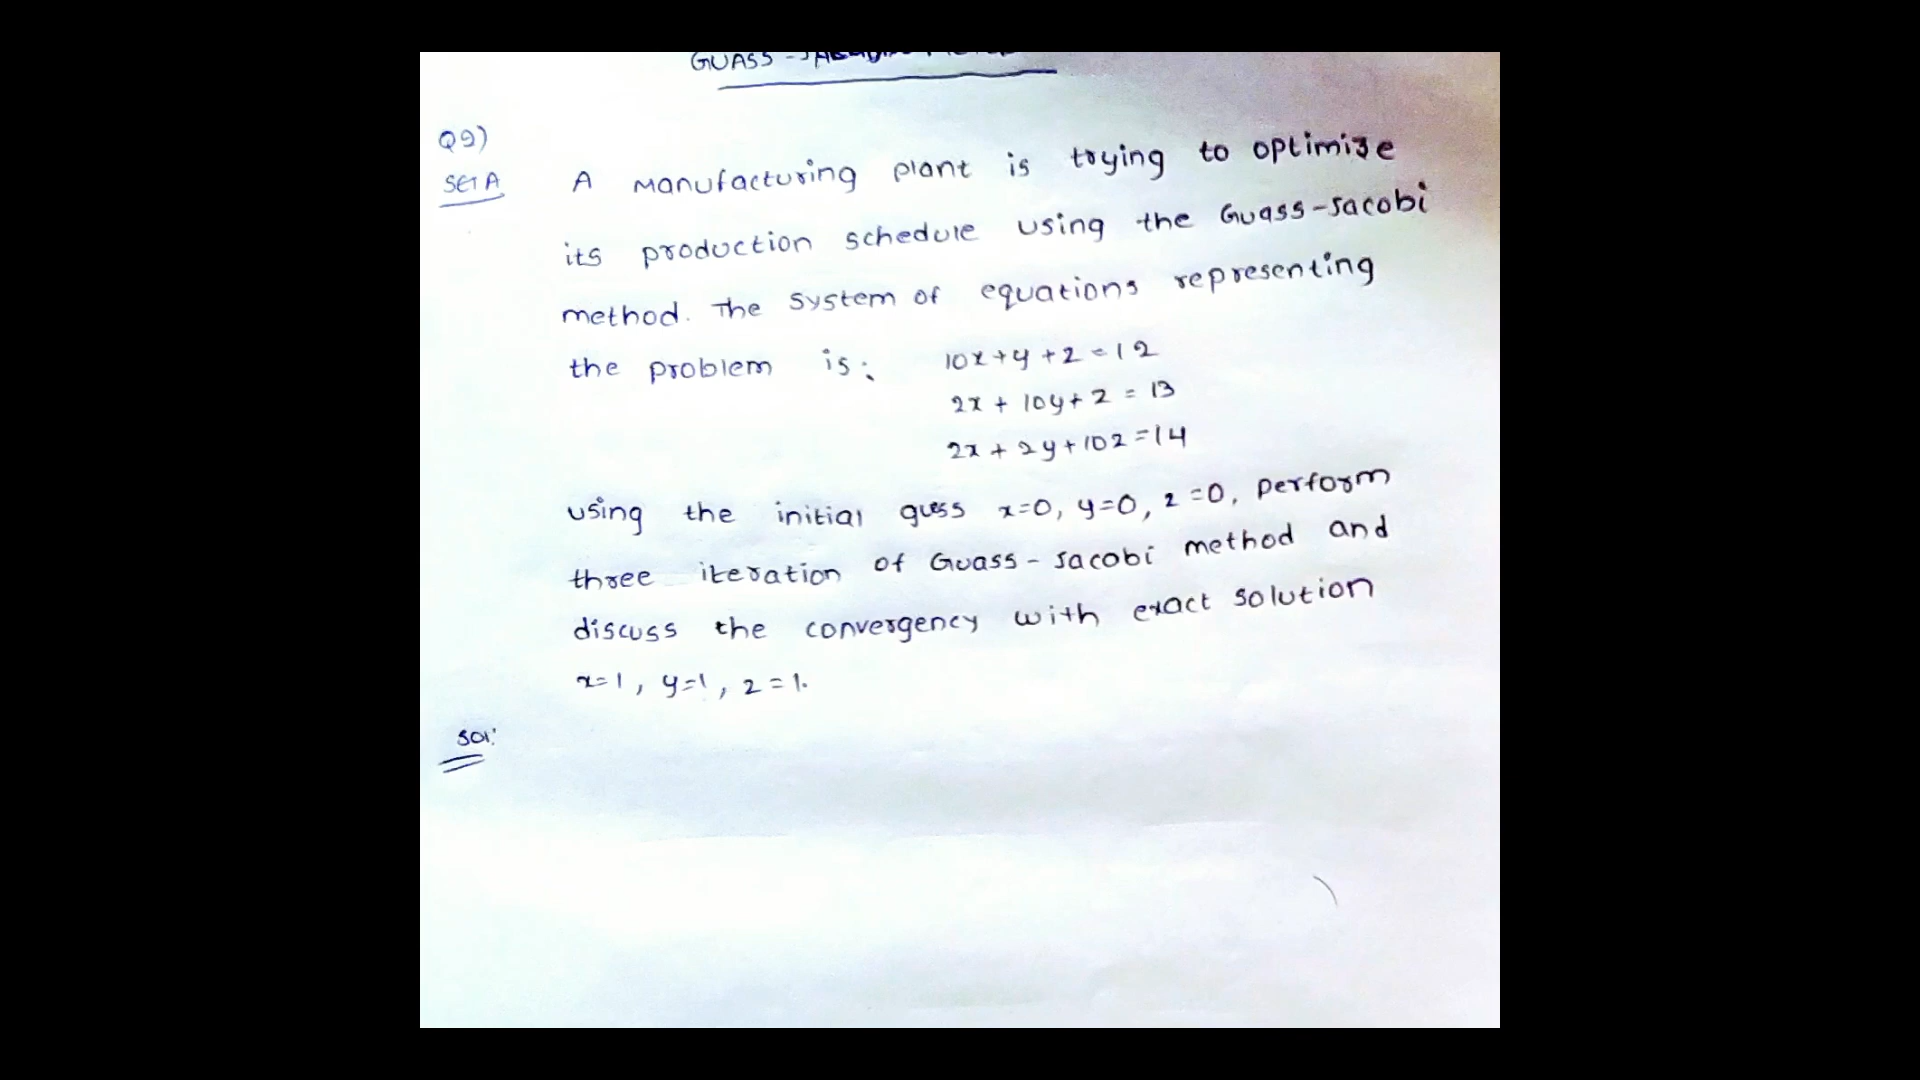 GUASS -
Q9)
SET A A manufacturing plant is trying to optimize
its production schedule using the Guass-Jacobi
method. The system of equations representing
the problem is: 10x+y+z=12
2x + 10y+z = 13
2x + 2y+10z=14
using the initial guess x=0, y=0, z=0, perform
three iteration of Guass-Jacobi method and
discuss the convergency with exact solution
x=1, y=1, z=1.
Sol: